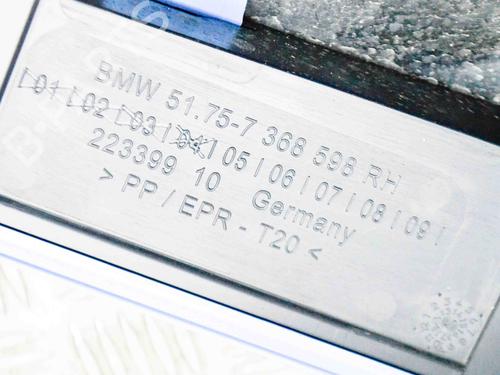 BMW 51.75-7 368 598 RH
| 01 | 02 | 03 | 04 | 05 | 06 | 07 | 08 | 09 |
223399 10 Germany
> PP / EPR - T20 <